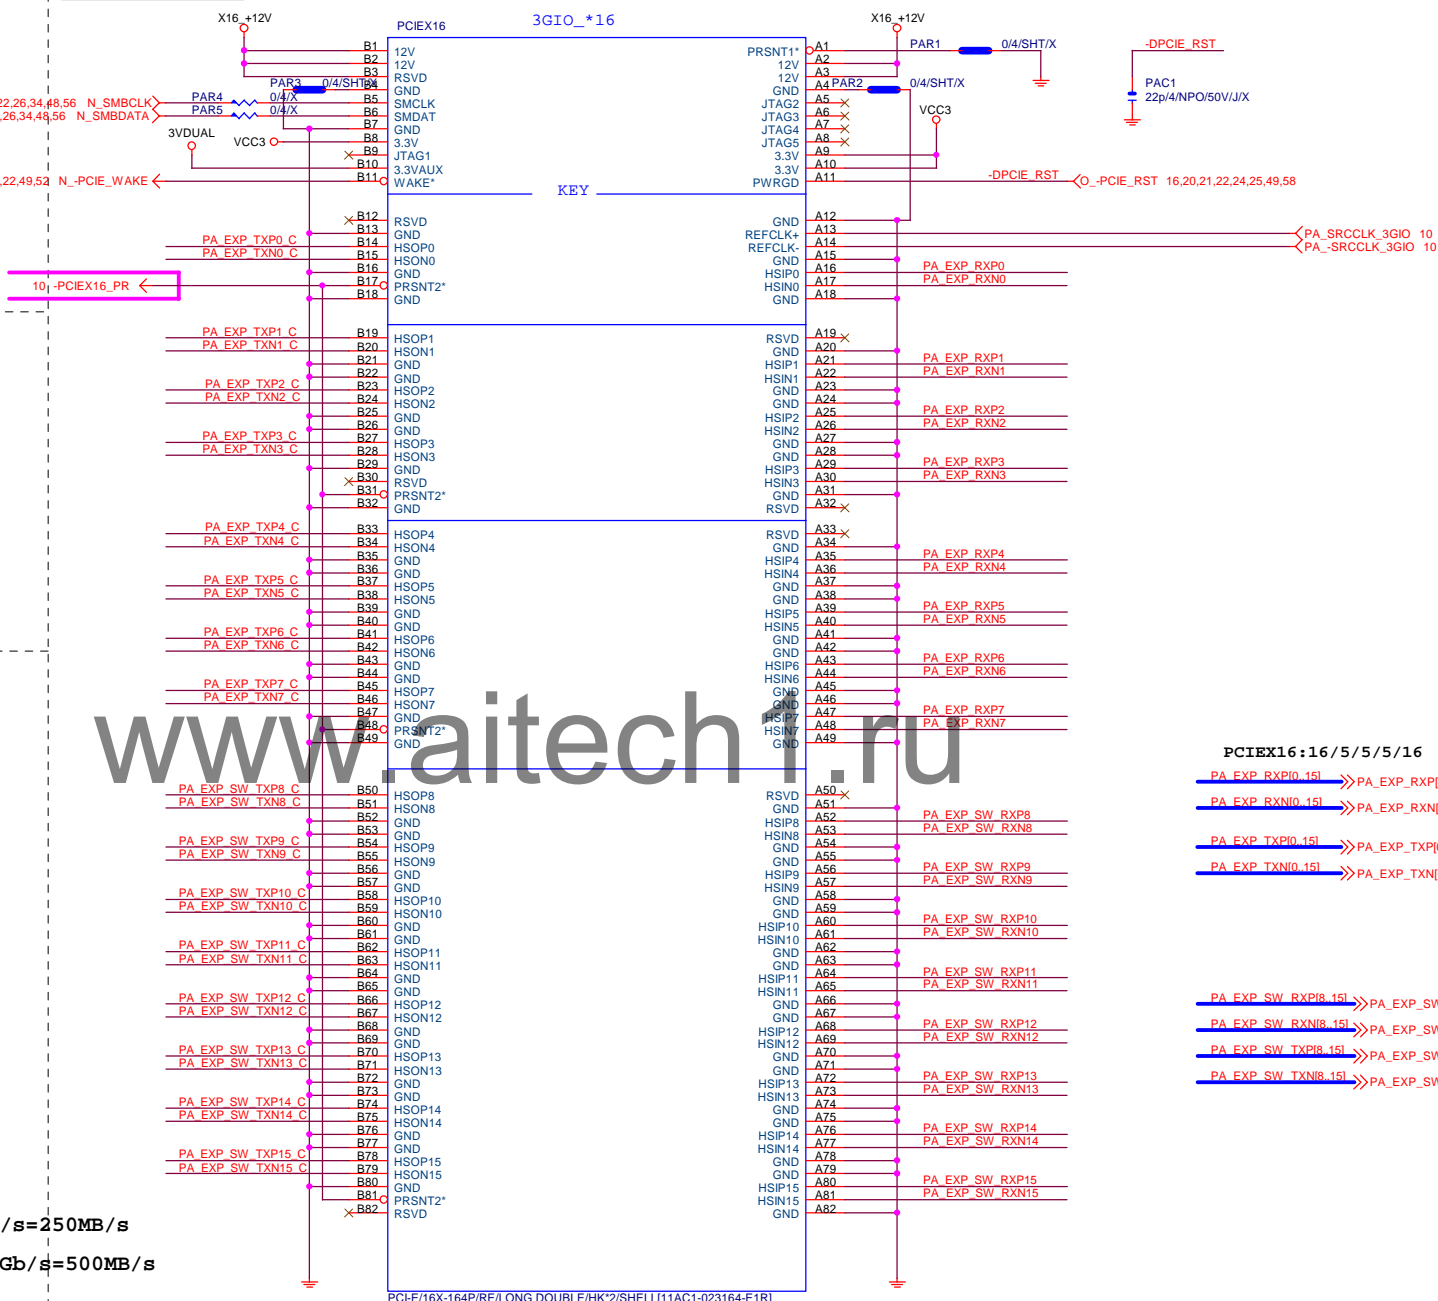 X16_+12V
PCIEX16
3GIO_*16
X16_+12V
B1 12V PRSNT1* A1 PAR1 0/4/SHT/X -DPCIE_RST
B2 12V 12V A2
B3 RSVD 12V A3
PAR3 0/4/SHT/X B4 GND GND A4 PAR2 0/4/SHT/X PAC1
22,26,34,48,56 N_SMBCLK PAR4 0/4/X B5 SMCLK JTAG2 A5 22p/4/NPO/50V/J/X
26,34,48,56 N_SMBDATA PAR5 0/4/X B6 SMDAT JTAG3 A6 VCC3
B7 GND JTAG4 A7
3VDUAL VCC3 B8 3.3V JTAG5 A8
B9 JTAG1 3.3V A9
B10 3.3VAUX 3.3V A10
,22,49,52 N_-PCIE_WAKE B11 WAKE* PWRGD A11 -DPCIE_RST O_-PCIE_RST 16,20,21,22,24,25,49,58
KEY
B12 RSVD GND A12
B13 GND REFCLK+ A13 PA_SRCCLK_3GIO 10
PA_EXP_TXP0_C B14 HSOP0 REFCLK- A14 PA_-SRCCLK_3GIO 10
PA_EXP_TXN0_C B15 HSON0 GND A15
B16 GND HSIP0 A16 PA_EXP_RXP0
10 -PCIEX16_PR B17 PRSNT2* HSIN0 A17 PA_EXP_RXN0
B18 GND GND A18
PA_EXP_TXP1_C B19 HSOP1 RSVD A19
PA_EXP_TXN1_C B20 HSON1 GND A20
B21 GND HSIP1 A21 PA_EXP_RXP1
B22 GND HSIN1 A22 PA_EXP_RXN1
PA_EXP_TXP2_C B23 HSOP2 GND A23
PA_EXP_TXN2_C B24 HSON2 GND A24
B25 GND HSIP2 A25 PA_EXP_RXP2
B26 GND HSIN2 A26 PA_EXP_RXN2
PA_EXP_TXP3_C B27 HSOP3 GND A27
PA_EXP_TXN3_C B28 HSON3 GND A28
B29 GND HSIP3 A29 PA_EXP_RXP3
B30 RSVD HSIN3 A30 PA_EXP_RXN3
B31 PRSNT2* GND A31
B32 GND RSVD A32
PA_EXP_TXP4_C B33 HSOP4 RSVD A33
PA_EXP_TXN4_C B34 HSON4 GND A34
B35 GND HSIP4 A35 PA_EXP_RXP4
B36 GND HSIN4 A36 PA_EXP_RXN4
PA_EXP_TXP5_C B37 HSOP5 GND A37
PA_EXP_TXN5_C B38 HSON5 GND A38
B39 GND HSIP5 A39 PA_EXP_RXP5
B40 GND HSIN5 A40 PA_EXP_RXN5
PA_EXP_TXP6_C B41 HSOP6 GND A41
PA_EXP_TXN6_C B42 HSON6 GND A42
B43 GND HSIP6 A43 PA_EXP_RXP6
B44 GND HSIN6 A44 PA_EXP_RXN6
PA_EXP_TXP7_C B45 HSOP7 GND A45
PA_EXP_TXN7_C B46 HSON7 GND A46
B47 GND HSIP7 A47 PA_EXP_RXP7
B48 PRSNT2* HSIN7 A48 PA_EXP_RXN7
B49 GND GND A49
www.aitech1.ru
PCIEX16:16/5/5/5/16
PA_EXP_RXP[0..15] PA_EXP_RXP[
PA_EXP_SW_TXP8_C B50 HSOP8 RSVD A50
PA_EXP_SW_TXN8_C B51 HSON8 GND A51 PA_EXP_RXN[0..15] PA_EXP_RXN[
B52 GND HSIP8 A52 PA_EXP_SW_RXP8
B53 GND HSIN8 A53 PA_EXP_SW_RXN8
PA_EXP_SW_TXP9_C B54 HSOP9 GND A54 PA_EXP_TXP[0..15] PA_EXP_TXP[
PA_EXP_SW_TXN9_C B55 HSON9 GND A55
B56 GND HSIP9 A56 PA_EXP_SW_RXP9 PA_EXP_TXN[0..15] PA_EXP_TXN[
B57 GND HSIN9 A57 PA_EXP_SW_RXN9
PA_EXP_SW_TXP10_C B58 HSOP10 GND A58
PA_EXP_SW_TXN10_C B59 HSON10 GND A59
B60 GND HSIP10 A60 PA_EXP_SW_RXP10
B61 GND HSIN10 A61 PA_EXP_SW_RXN10
PA_EXP_SW_TXP11_C B62 HSOP11 GND A62
PA_EXP_SW_TXN11_C B63 HSON11 GND A63
B64 GND HSIP11 A64 PA_EXP_SW_RXP11
B65 GND HSIN11 A65 PA_EXP_SW_RXN11
PA_EXP_SW_TXP12_C B66 HSOP12 GND A66 PA_EXP_SW_RXP[8..15] PA_EXP_SW
PA_EXP_SW_TXN12_C B67 HSON12 GND A67
B68 GND HSIP12 A68 PA_EXP_SW_RXP12 PA_EXP_SW_RXN[8..15] PA_EXP_SW
B69 GND HSIN12 A69 PA_EXP_SW_RXN12
PA_EXP_SW_TXP13_C B70 HSOP13 GND A70 PA_EXP_SW_TXP[8..15] PA_EXP_SW
PA_EXP_SW_TXN13_C B71 HSON13 GND A71
B72 GND HSIP13 A72 PA_EXP_SW_RXP13 PA_EXP_SW_TXN[8..15] PA_EXP_SW
B73 GND HSIN13 A73 PA_EXP_SW_RXN13
PA_EXP_SW_TXP14_C B74 HSOP14 GND A74
PA_EXP_SW_TXN14_C B75 HSON14 GND A75
B76 GND HSIP14 A76 PA_EXP_SW_RXP14
B77 GND HSIN14 A77 PA_EXP_SW_RXN14
PA_EXP_SW_TXP15_C B78 HSOP15 GND A78
PA_EXP_SW_TXN15_C B79 HSON15 GND A79
B80 GND HSIP15 A80 PA_EXP_SW_RXP15
B81 PRSNT2* HSIN15 A81 PA_EXP_SW_RXN15
B82 RSVD GND A82
/s=250MB/s
Gb/s=500MB/s
PCI-E/16X-164P/RE/LONG DOUBLE/HK*2/SHELL[11AC1-023164-F1R]